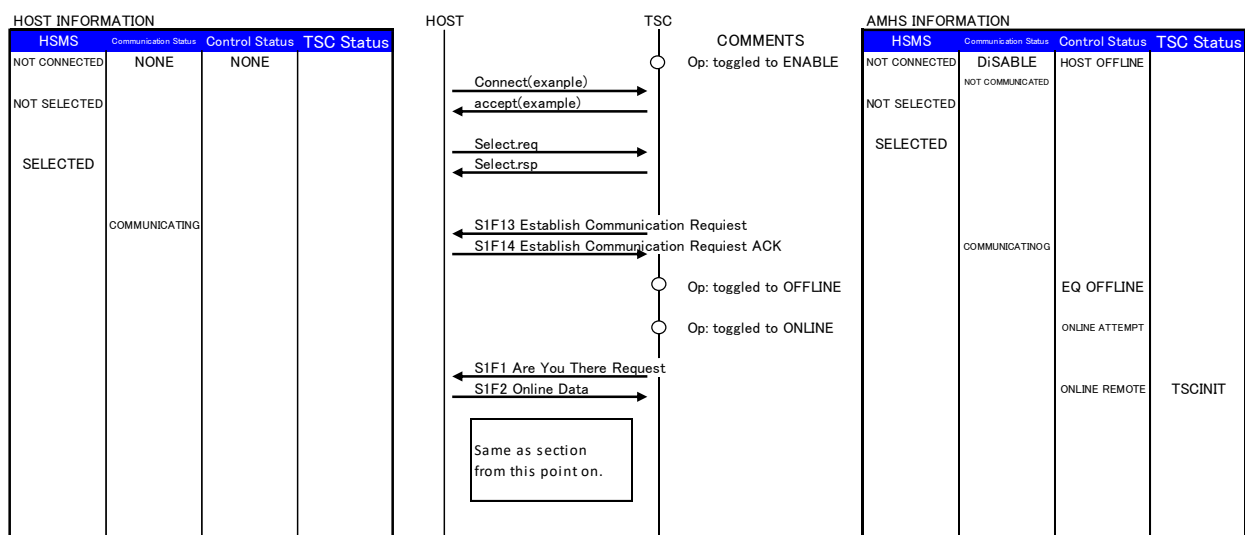 HOST INFORMATION HOST TSC AMHS INFORMATION
HSMS Communication Status Control Status TSC Status COMMENTS HSMS Communication Status Control Status TSC Status
NOT CONNECTED NONE NONE Op: toggled to ENABLE NOT CONNECTED DiSABLE HOST OFFLINE
Connect(exanple) NOT COMMUNICATED
NOT SELECTED accept(example) NOT SELECTED
Select.req SELECTED
SELECTED Select.rsp
COMMUNICATING S1F13 Establish Communication Requiest
S1F14 Establish Communication Requiest ACK COMMUNICATINOG
Op: toggled to OFFLINE EQ OFFLINE
Op: toggled to ONLINE ONLINE ATTEMPT
S1F1 Are You There Request
S1F2 Online Data ONLINE REMOTE TSCINIT
Same as section
from this point on.